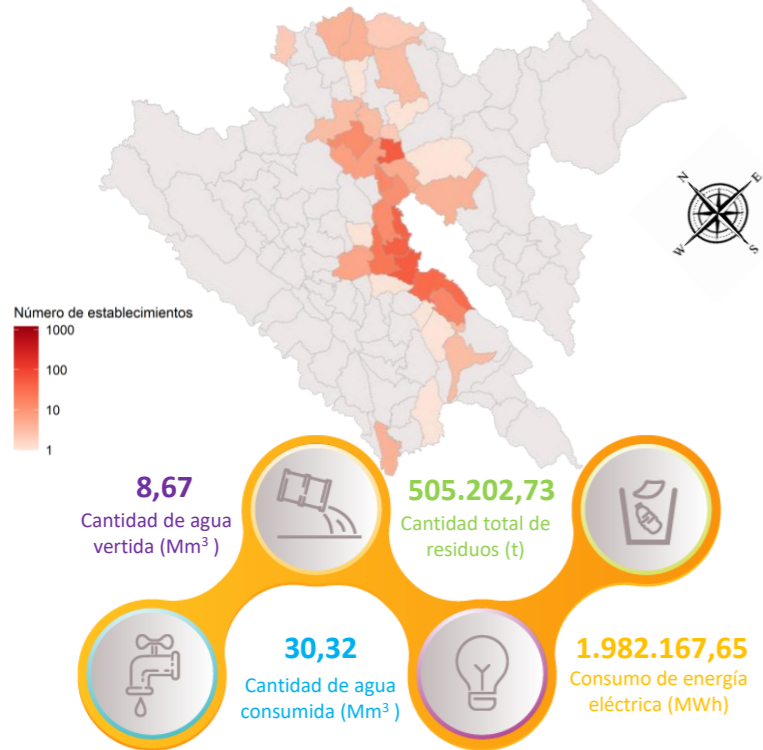 N
E
W
S
Número de establecimientos
1000
100
10
1
8,67
Cantidad de agua
vertida (Mm³ )
505.202,73
Cantidad total de
residuos (t)
30,32
Cantidad de agua
consumida (Mm³ )
1.982.167,65
Consumo de energía
eléctrica (MWh)